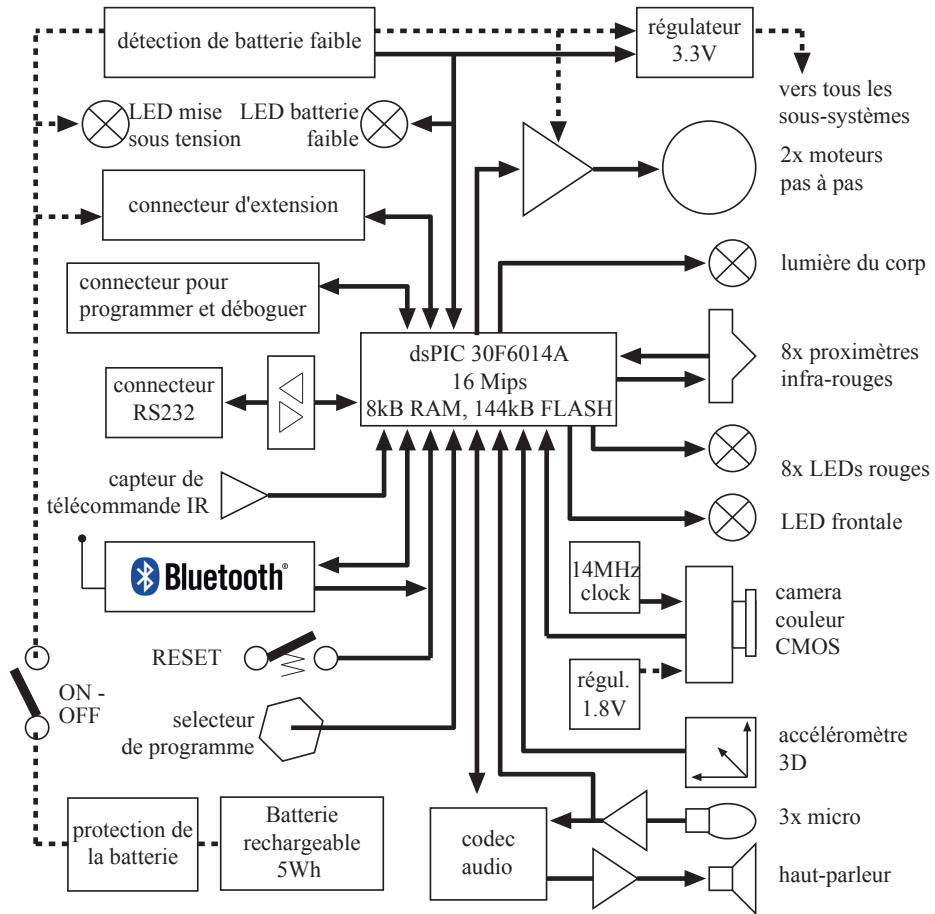 détection de batterie faible
régulateur
3.3V
vers tous les
sous-systèmes
LED mise
sous tension
LED batterie
faible
2x moteurs
pas à pas
connecteur d'extension
lumière du corp
connecteur pour
programmer et déboguer
dsPIC 30F6014A
16 Mips
8kB RAM, 144kB FLASH
8x proximètres
infra-rouges
connecteur
RS232
8x LEDs rouges
capteur de
télécommande IR
LED frontale
Bluetooth®
14MHz
clock
camera
couleur
CMOS
RESET
ON -
OFF
régul.
1.8V
selecteur
de programme
accéléromètre
3D
protection de
la batterie
Batterie
rechargeable
5Wh
codec
audio
3x micro
haut-parleur